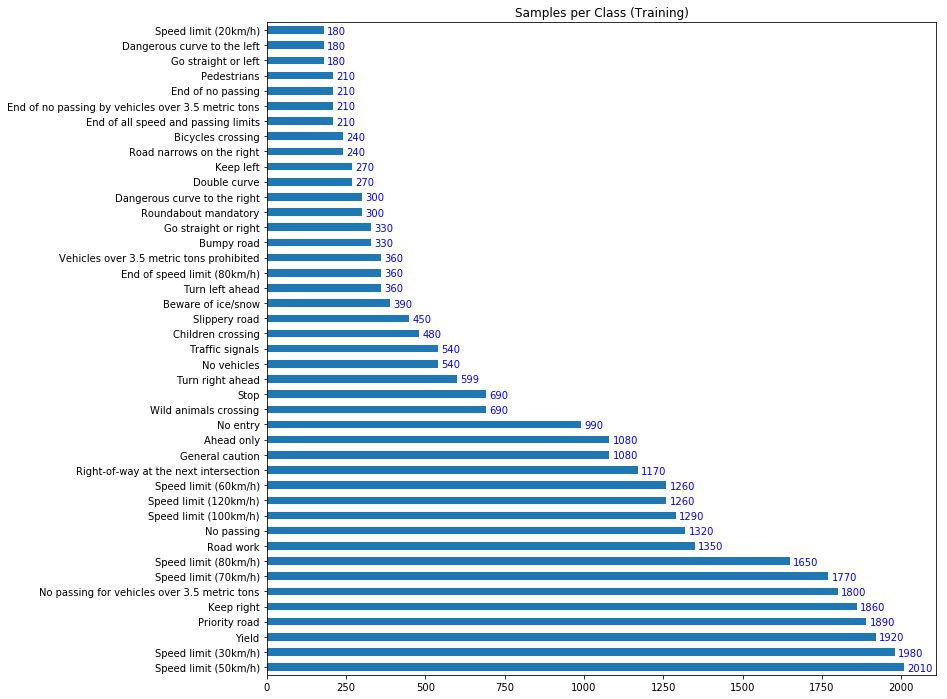 Samples per Class (Training)
Speed limit (20km/h) 180
Dangerous curve to the left 180
Go straight or left 180
Pedestrians 210
End of no passing 210
End of no passing by vehicles over 3.5 metric tons 210
End of all speed and passing limits 210
Bicycles crossing 240
Road narrows on the right 240
Keep left 270
Double curve 270
Dangerous curve to the right 300
Roundabout mandatory 300
Go straight or right 330
Bumpy road 330
Vehicles over 3.5 metric tons prohibited 360
End of speed limit (80km/h) 360
Turn left ahead 360
Beware of ice/snow 390
Slippery road 450
Children crossing 480
Traffic signals 540
No vehicles 540
Turn right ahead 599
Stop 690
Wild animals crossing 690
No entry 990
Ahead only 1080
General caution 1080
Right-of-way at the next intersection 1170
Speed limit (60km/h) 1260
Speed limit (120km/h) 1260
Speed limit (100km/h) 1290
No passing 1320
Road work 1350
Speed limit (80km/h) 1650
Speed limit (70km/h) 1770
No passing for vehicles over 3.5 metric tons 1800
Keep right 1860
Priority road 1890
Yield 1920
Speed limit (30km/h) 1980
Speed limit (50km/h) 2010
0 250 500 750 1000 1250 1500 1750 2000